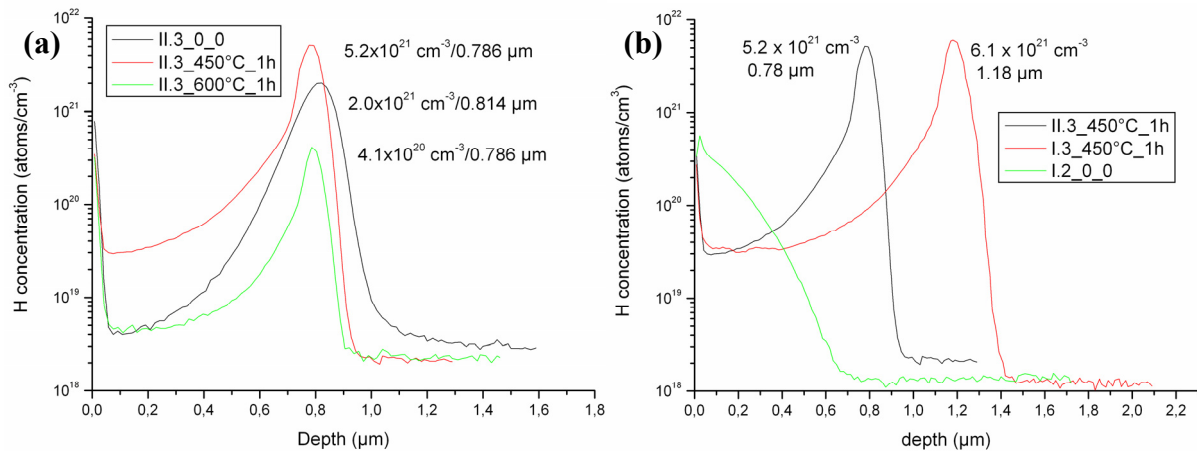 (a)
II.3_0_0
II.3_450°C_1h
II.3_600°C_1h
5.2x10²¹ cm⁻³/0.786 µm
2.0x10²¹ cm⁻³/0.814 µm
4.1x10²⁰ cm⁻³/0.786 µm
H concentration (atoms/cm⁻³)
10²²
10²¹
10²⁰
10¹⁹
10¹⁸
0,0 0,2 0,4 0,6 0,8 1,0 1,2 1,4 1,6 1,8
Depth (µm)
(b)
5.2 x 10²¹ cm⁻³
0.78 µm
6.1 x 10²¹ cm⁻³
1.18 µm
II.3_450°C_1h
I.3_450°C_1h
I.2_0_0
H concentration (atoms/cm³)
10²²
10²¹
10²⁰
10¹⁹
10¹⁸
0,0 0,2 0,4 0,6 0,8 1,0 1,2 1,4 1,6 1,8 2,0 2,2
depth (µm)